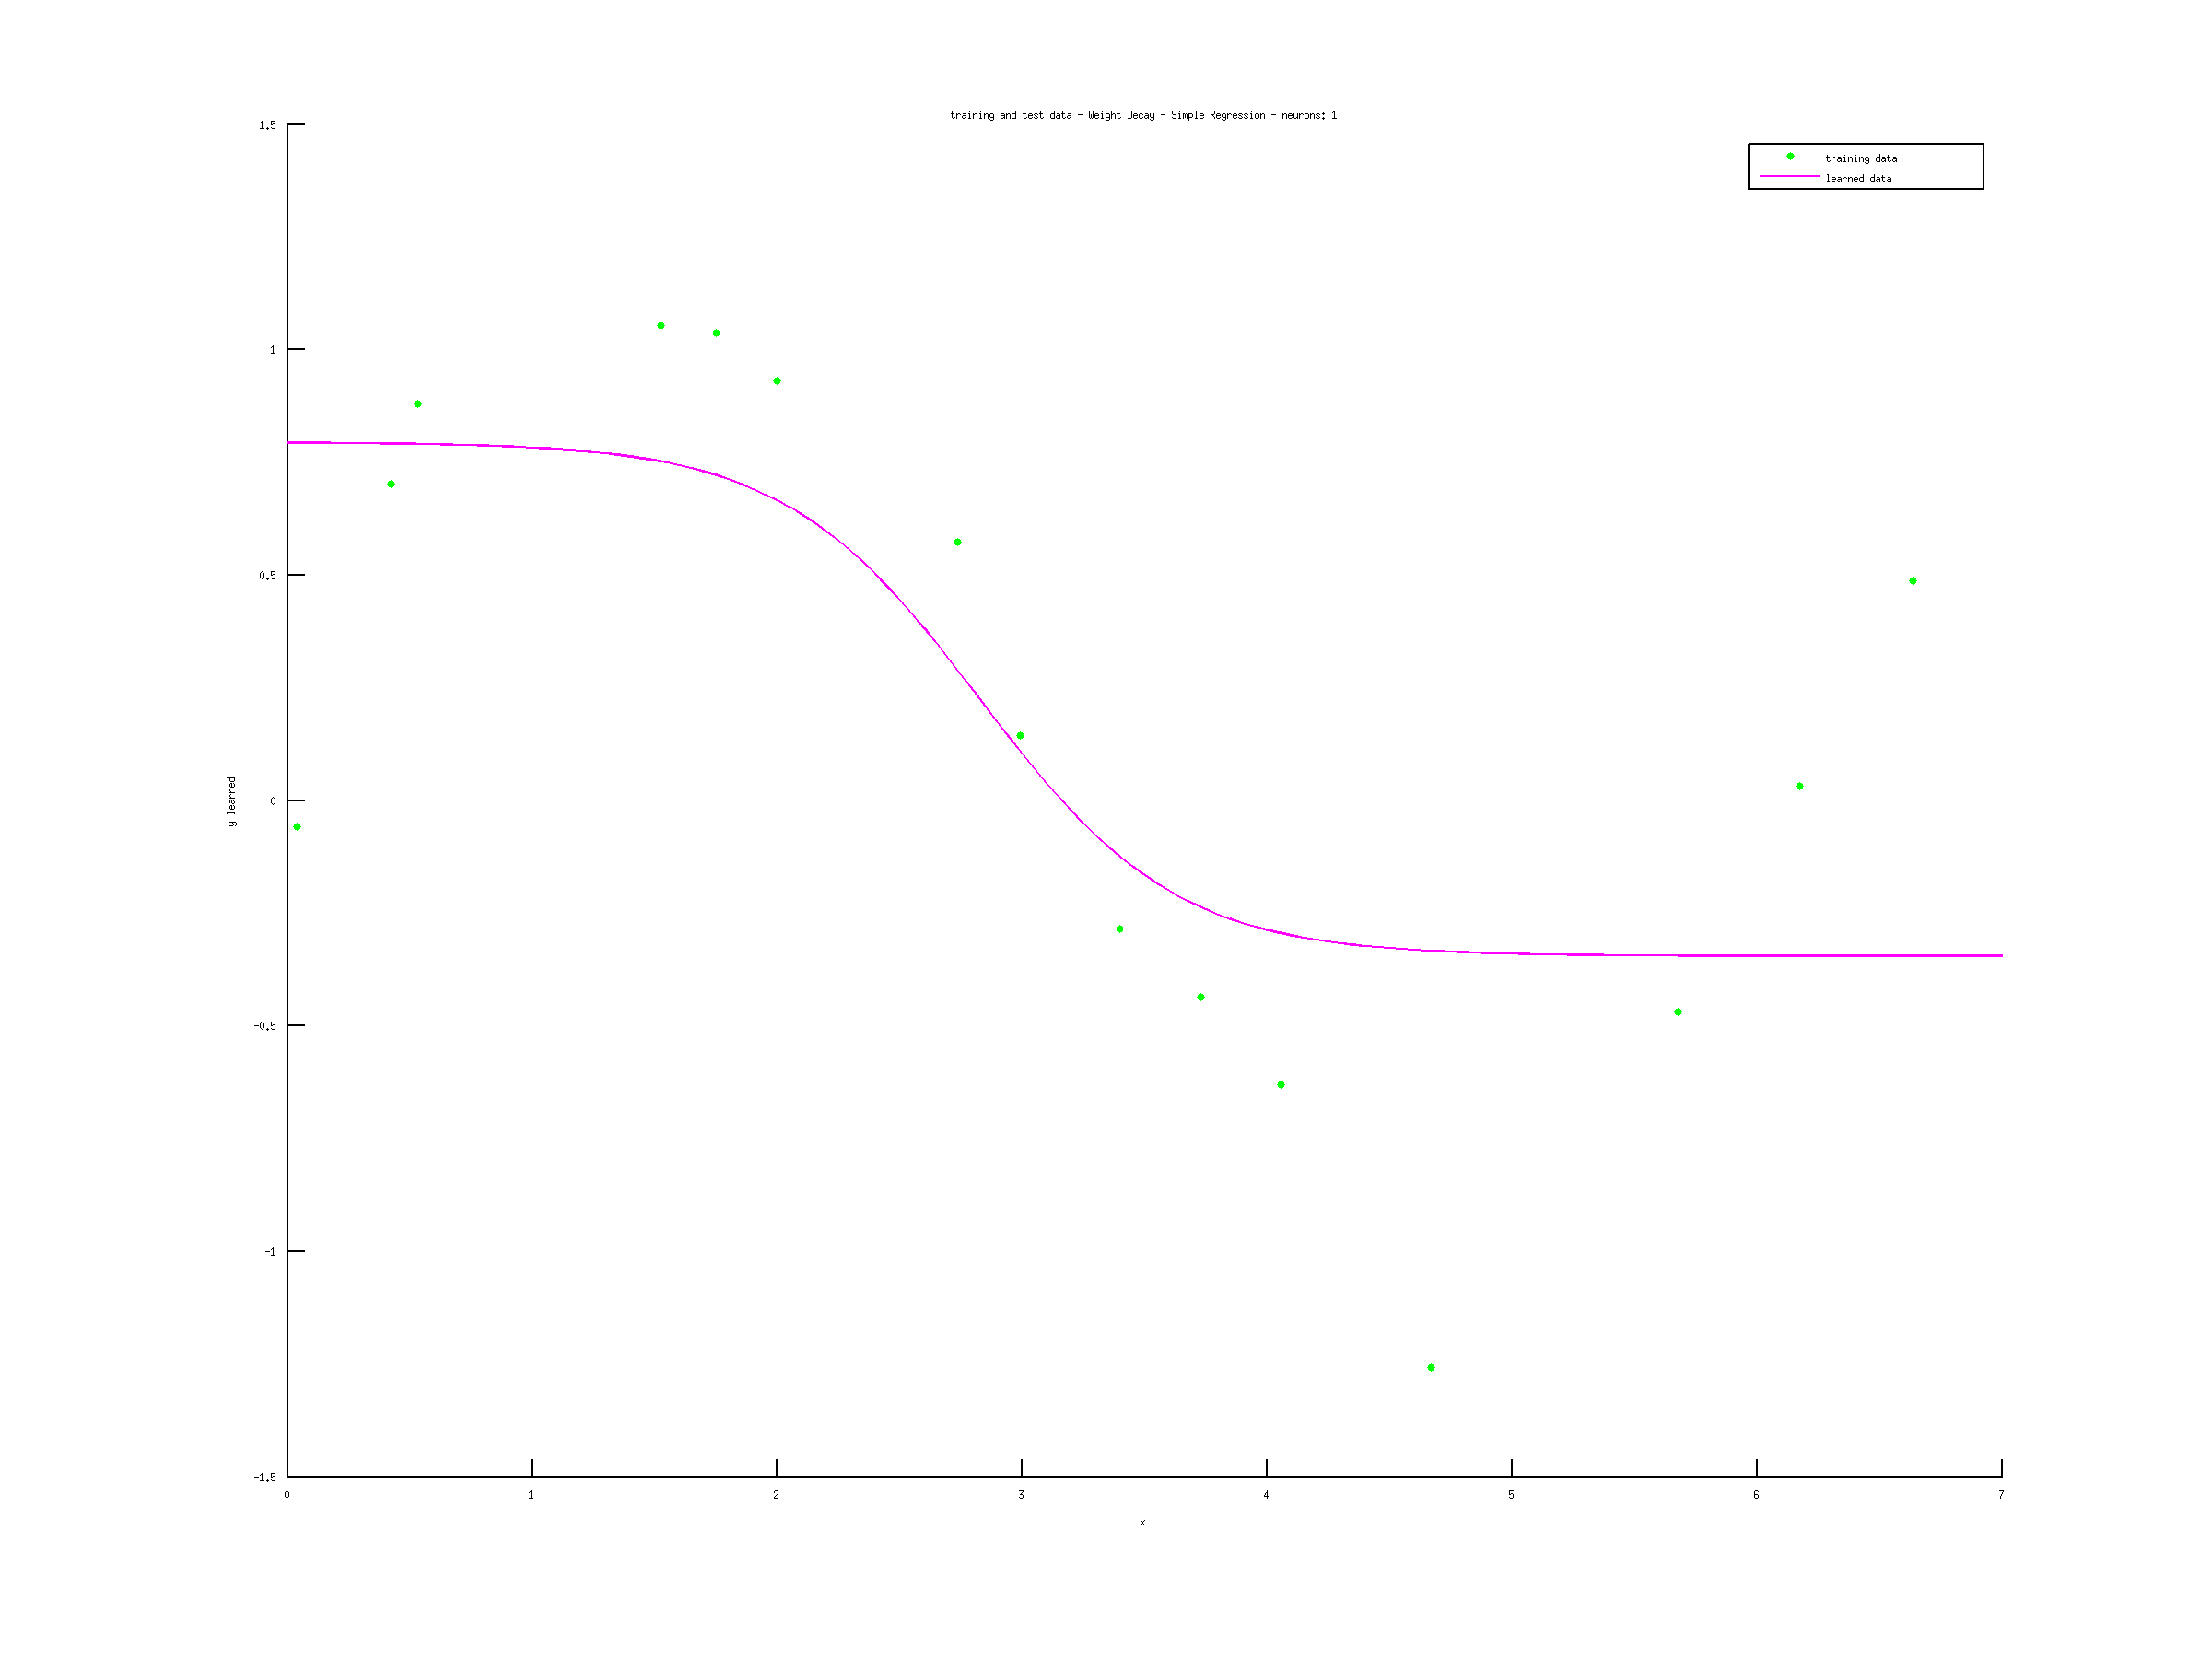 training and test data - Weight Decay - Simple Regression - neurons: 1
training data
learned data
1.5
1
0.5
0
-0.5
-1
-1.5
y learned
0 1 2 3 4 5 6 7
x